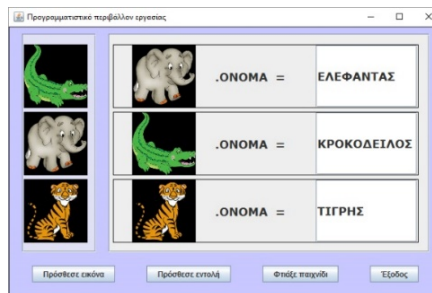 Προγραμματιστικό περιβάλλον εργασίας
.ΟΝΟΜΑ = ΕΛΕΦΑΝΤΑΣ
.ΟΝΟΜΑ = ΚΡΟΚΟΔΕΙΛΟΣ
.ΟΝΟΜΑ = ΤΙΓΡΗΣ
Πρόσθεσε εικόνα
Πρόσθεσε εντολή
Φτιάξε παιχνίδι
Έξοδος